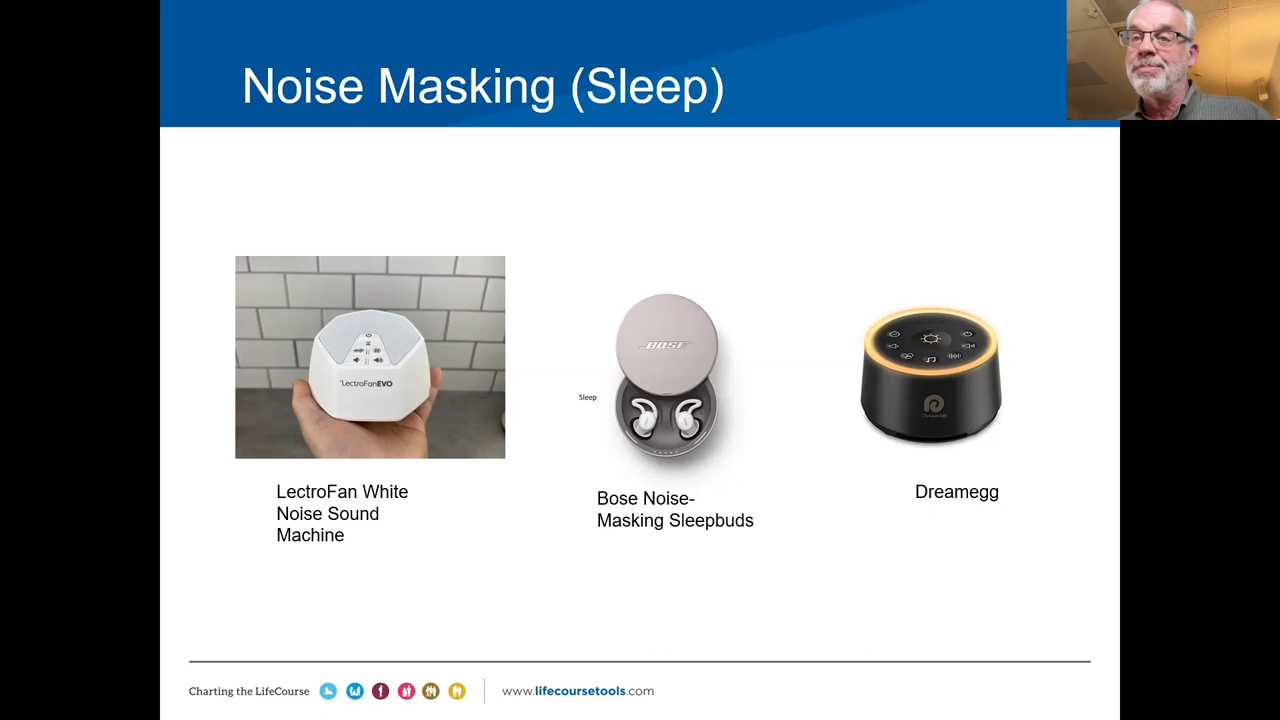 Noise Masking (Sleep)
LectroFanEVO
BOSE
Sleep
LectroFan White
Noise Sound
Machine
Bose Noise-
Masking Sleepbuds
Dreamegg
Charting the LifeCourse
www.lifecoursetools.com